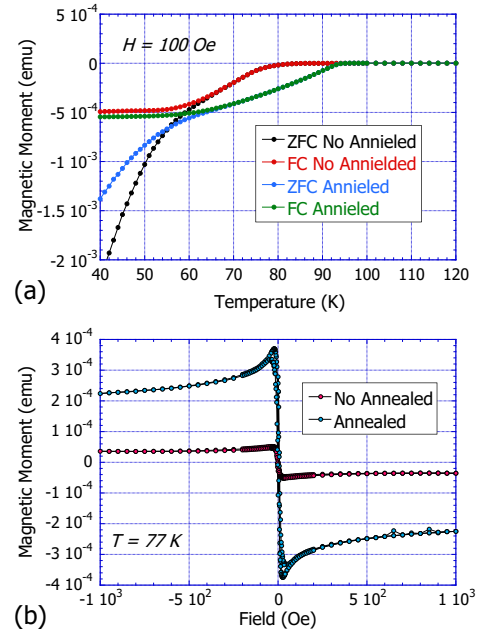 5 10⁻⁴
0
-5 10⁻⁴
-1 10⁻³
-1.5 10⁻³
-2 10⁻³
Magnetic Moment (emu)
H = 100 Oe
ZFC No Annieled
FC No Annielded
ZFC Annieled
FC Annieled
40 50 60 70 80 90 100 110 120
(a)
Temperature (K)
4 10⁻⁴
3 10⁻⁴
2 10⁻⁴
1 10⁻⁴
0
-1 10⁻⁴
-2 10⁻⁴
-3 10⁻⁴
-4 10⁻⁴
Magnetic Moment (emu)
No Annealed
Annealed
T = 77 K
-1 10³ -5 10² 0 5 10² 1 10³
(b)
Field (Oe)